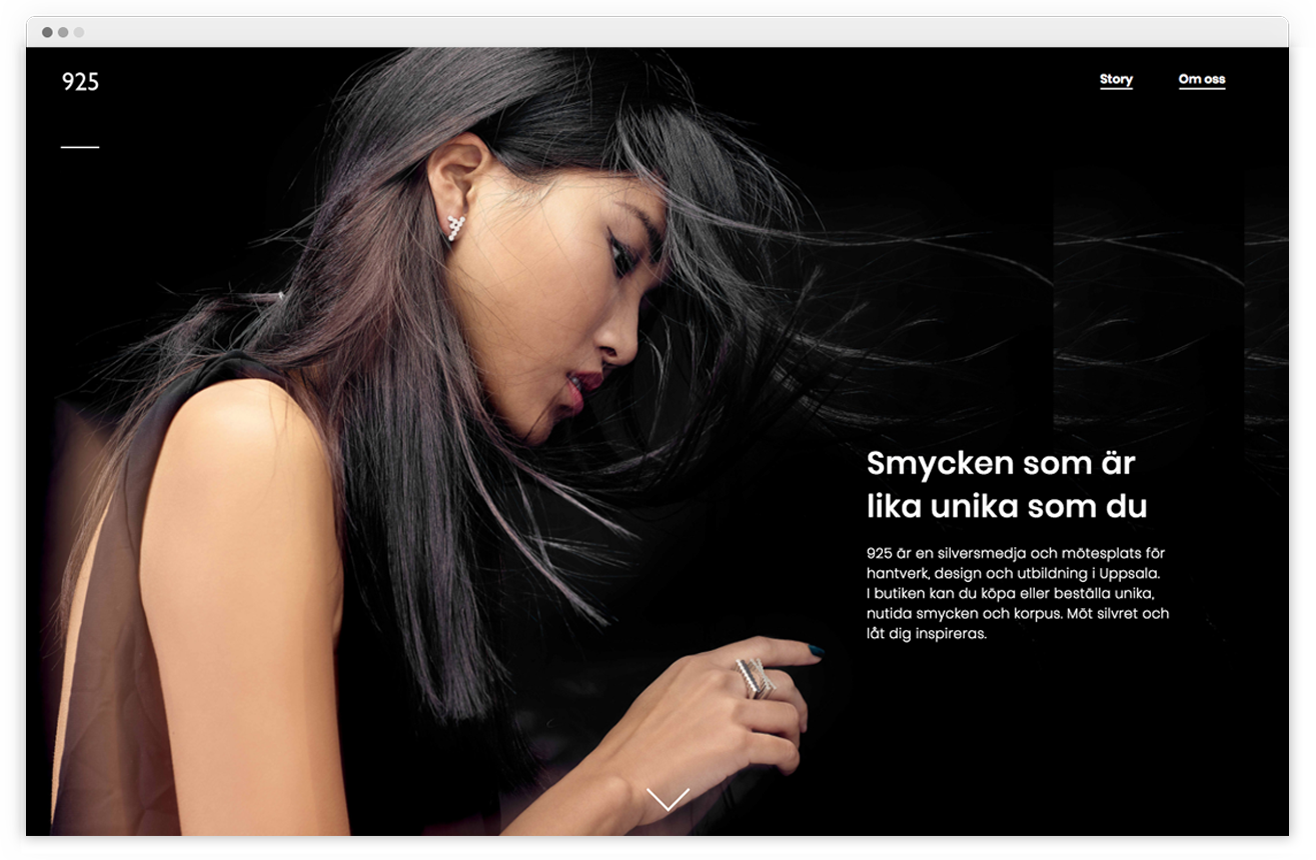 925
Story
Om oss
Smycken som är
lika unika som du
925 är en silversmedja och mötesplats för
hantverk, design och utbildning i Uppsala.
I butiken kan du köpa eller beställa unika,
nutida smycken och korpus. Möt silvret och
låt dig inspireras.